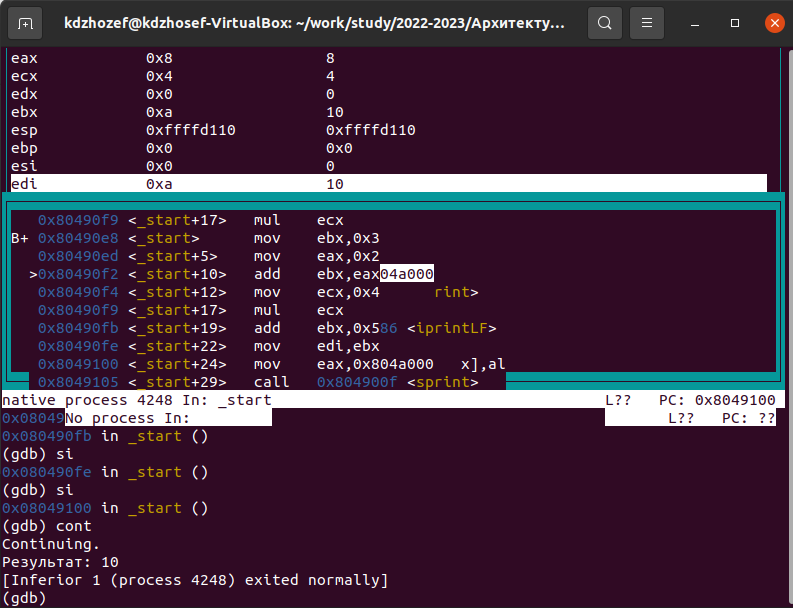 kdzhozef@kdzhosef-VirtualBox: ~/work/study/2022-2023/Архитекту...
eax 0x8 8
ecx 0x4 4
edx 0x0 0
ebx 0xa 10
esp 0xffffd110 0xffffd110
ebp 0x0 0x0
esi 0x0 0
edi 0xa 10
0x80490f9 <_start+17> mul ecx
B+ 0x80490e8 <_start> mov ebx,0x3
0x80490ed <_start+5> mov eax,0x2
>0x80490f2 <_start+10> add ebx,eax04a000
0x80490f4 <_start+12> mov ecx,0x4 rint>
0x80490f9 <_start+17> mul ecx
0x80490fb <_start+19> add ebx,0x586 <iprintLF>
0x80490fe <_start+22> mov edi,ebx
0x8049100 <_start+24> mov eax,0x804a000 x],al
0x8049105 <_start+29> call 0x804900f <sprint>
native process 4248 In: _start L?? PC: 0x8049100
0x08049No process In: L?? PC: ??
0x080490fb in _start ()
(gdb) si
0x080490fe in _start ()
(gdb) si
0x08049100 in _start ()
(gdb) cont
Continuing.
Результат: 10
[Inferior 1 (process 4248) exited normally]
(gdb)